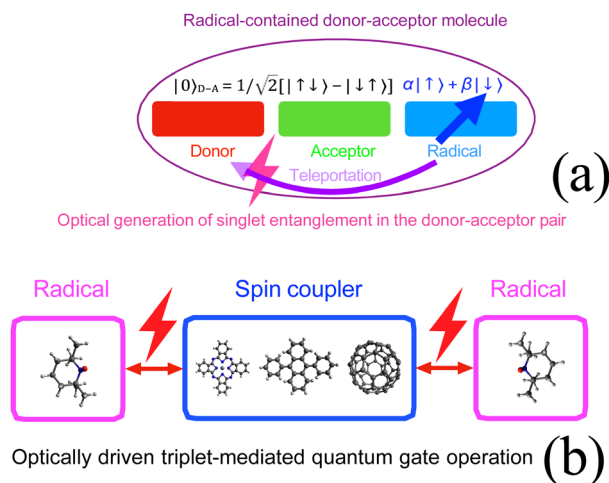 Radical-contained donor-acceptor molecule
|0⟩D−A = 1/√2[|↑↓⟩ − |↓↑⟩] α|↑⟩ + β|↓⟩
Donor Acceptor Radical
Teleportation
(a)
Optical generation of singlet entanglement in the donor-acceptor pair
Radical Spin coupler Radical
Optically driven triplet-mediated quantum gate operation
(b)